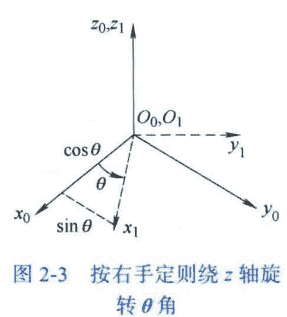 z₀,z₁
O₀,O₁
y₁
cosθ
θ
x₀
sinθ
x₁
y₀
图 2-3 按右手定则绕 z 轴旋
转 θ 角